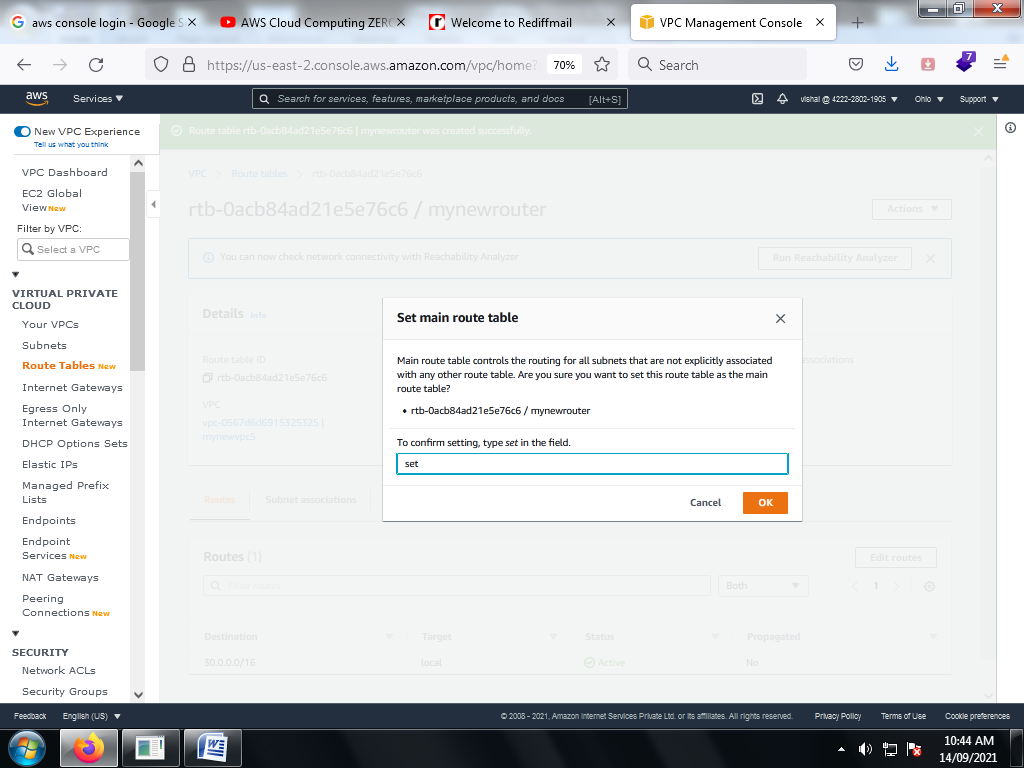 aws console login - Google S
AWS Cloud Computing ZERO
Welcome to Rediffmail
VPC Management Console
https://us-east-2.console.aws.amazon.com/vpc/home?
70%
Search
7
aws
Services
Search for services, features, marketplace products, and docs
[Alt+S]
vishal @ 4222-2802-1905
Ohio
Support
New VPC Experience
Tell us what you think
VPC Dashboard
EC2 Global
View New
Filter by VPC:
Select a VPC
VIRTUAL PRIVATE
CLOUD
Your VPCs
Subnets
Route Tables New
Internet Gateways
Egress Only
Internet Gateways
DHCP Options Sets
Elastic IPs
Managed Prefix
Lists
Endpoints
Endpoint
Services New
NAT Gateways
Peering
Connections New
SECURITY
Network ACLs
Security Groups
Route table rtb-0acb84ad21e5e76c6 | mynewrouter was created successfully.
VPC
Route tables
rtb-0acb84ad21e5e76c6
rtb-0acb84ad21e5e76c6 / mynewrouter
Actions
You can now check network connectivity with Reachability Analyzer
Run Reachability Analyzer
Details Info
Route table ID
rtb-0acb84ad21e5e76c6
VPC
vpc-0567d6d6915325325 |
mynewvpc5
associations
Set main route table
Main route table controls the routing for all subnets that are not explicitly associated
with any other route table. Are you sure you want to set this route table as the main
route table?
• rtb-0acb84ad21e5e76c6 / mynewrouter
To confirm setting, type set in the field.
set
Cancel
OK
Routes
Subnet associations
Routes (1)
Edit routes
Filter routes
Both
1
Destination
Target
Status
Propagated
30.0.0.0/16
local
Active
No
Feedback
English (US)
© 2008 - 2021, Amazon Internet Services Private Ltd. or its affiliates. All rights reserved.
Privacy Policy
Terms of Use
Cookie preferences
10:44 AM
14/09/2021